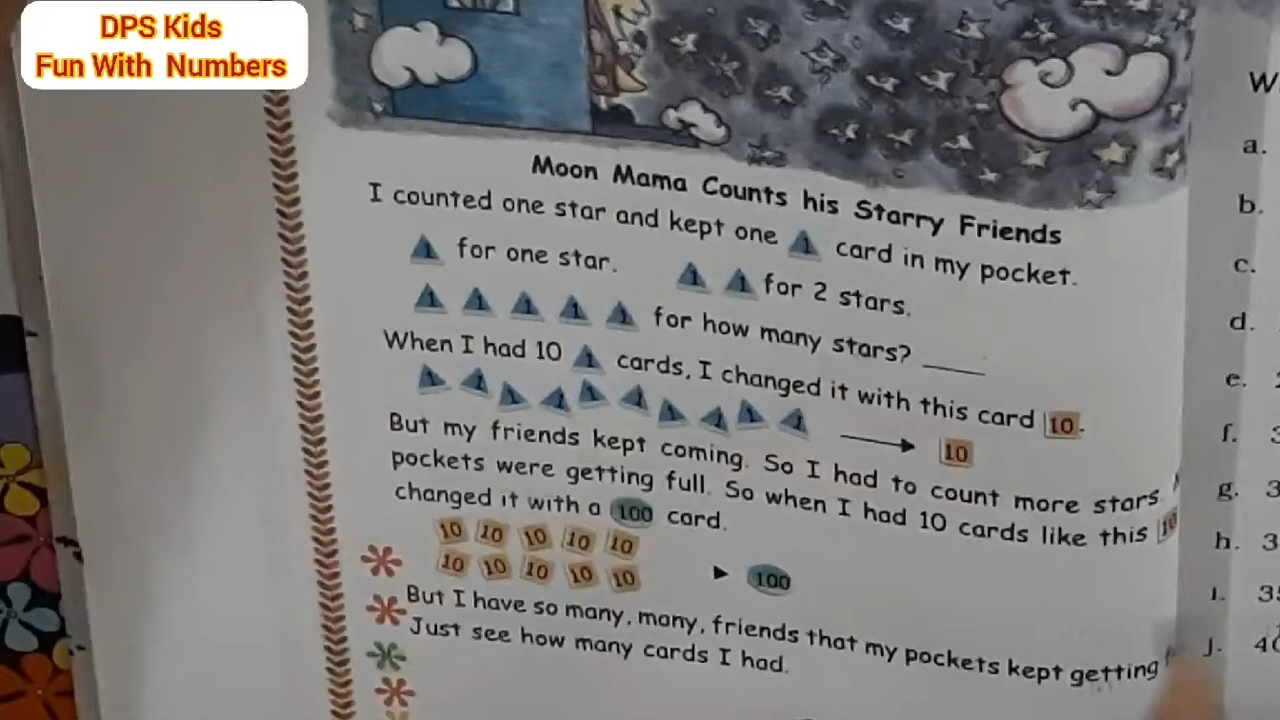 DPS Kids
Fun With Numbers
Moon Mama Counts his Starry Friends
I counted one star and kept one 1 card in my pocket.
1 for one star. 1 1 for 2 stars.
1 1 1 1 1 for how many stars? ____
When I had 10 1 cards, I changed it with this card 10.
1 1 1 1 1 1 1 1 1 1 10
But my friends kept coming. So I had to count more stars.
pockets were getting full. So when I had 10 cards like this 10
changed it with a 100 card.
10 10 10 10 10
10 10 10 10 10 100
But I have so many, many, friends that my pockets kept getting
Just see how many cards I had.
a.
b.
c.
d.
e.
f.
g.
h.
i.
j.